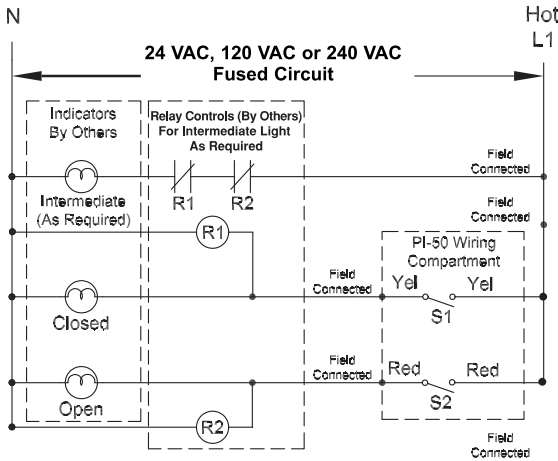 N
Hot
L1
24 VAC, 120 VAC or 240 VAC
Fused Circuit
Indicators
By Others
Relay Controls (By Others)
For Intermediate Light
As Required
Field
Connected
R1
R2
Intermediate
(As Required)
Field
Connected
R1
PI-50 Wiring
Compartment
Field
Connected
Yel
Yel
S1
Closed
Field
Connected
Red
Red
S2
Open
R2
Field
Connected